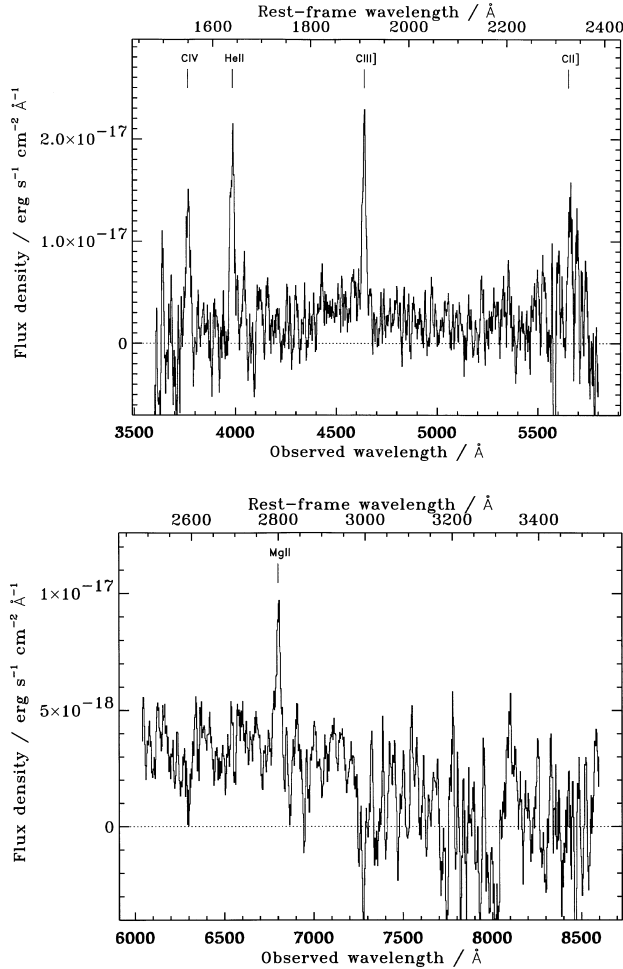 Rest-frame wavelength / Å
1600 1800 2000 2200 2400
CIV HeII CIII] CII]
Flux density / erg s⁻¹ cm⁻² Å⁻¹
2.0×10⁻¹⁷
1.0×10⁻¹⁷
0
3500 4000 4500 5000 5500
Observed wavelength / Å
Rest-frame wavelength / Å
2600 2800 3000 3200 3400
MgII
Flux density / erg s⁻¹ cm⁻² Å⁻¹
1×10⁻¹⁷
5×10⁻¹⁸
0
6000 6500 7000 7500 8000 8500
Observed wavelength / Å